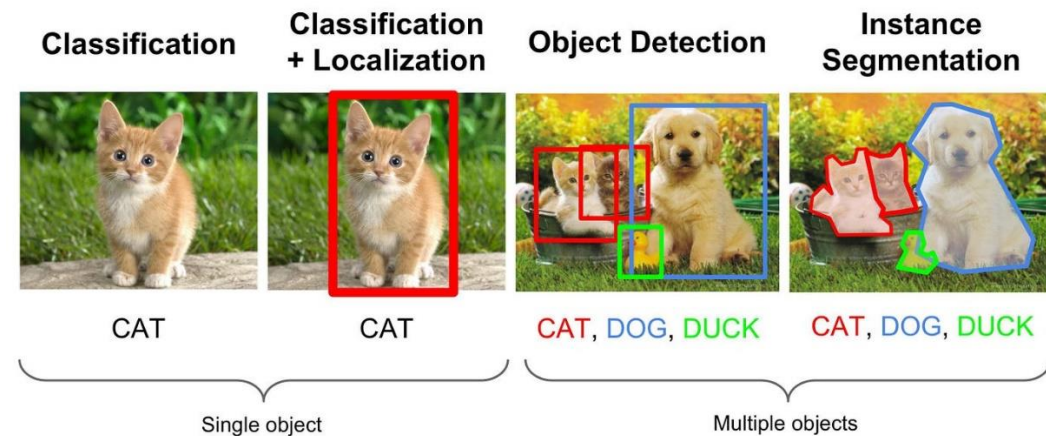 Classification
Classification
+ Localization
Object Detection
Instance
Segmentation
CAT
CAT
CAT, DOG, DUCK
CAT, DOG, DUCK
Single object
Multiple objects